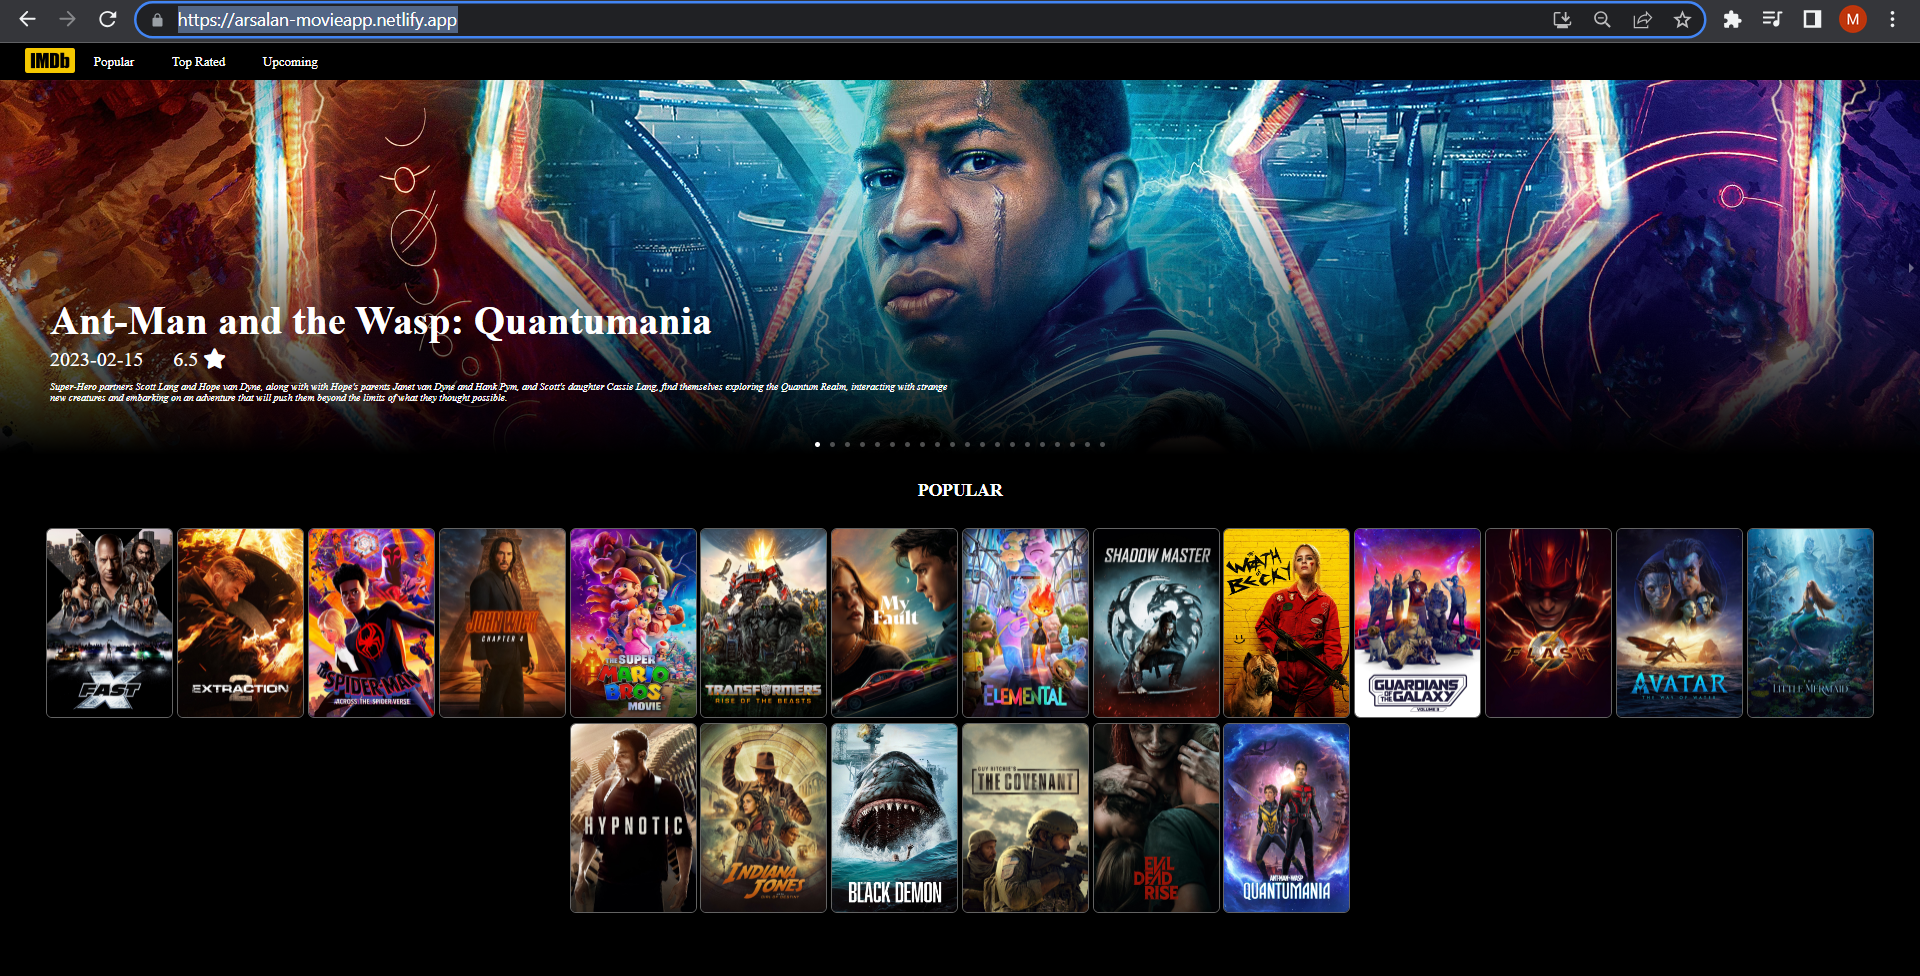 https://arsalan-movieapp.netlify.app
M
IMDb Popular Top Rated Upcoming
Ant-Man and the Wasp: Quantumania
2023-02-15 6.5
Super-Hero partners Scott Lang and Hope van Dyne, along with with Hope's parents Janet van Dyne and Hank Pym, and Scott's daughter Cassie Lang, find themselves exploring the Quantum Realm, interacting with strange
new creatures and embarking on an adventure that will push them beyond the limits of what they thought possible.
POPULAR
FAST X
EXTRACTION 2
SPIDER-MAN
ACROSS THE SPIDER-VERSE
JOHN WICK
CHAPTER 4
THE SUPER
MARIO
BROS
MOVIE
TRANSFORMERS
RISE OF THE BEASTS
My
Fault
ELEMENTAL
SHADOW MASTER
WRATH
OF
BECKY
GUARDIANS
OF THE
GALAXY
VOLUME 3
FLASH
AVATAR
THE WAY OF WATER
THE
LITTLE MERMAID
HYPNOTIC
INDIANA
JONES
AND THE DIAL OF DESTINY
BLACK DEMON
GUY RITCHIE'S
THE COVENANT
EVIL
DEAD
RISE
ANT-MAN AND THE WASP
QUANTUMANIA